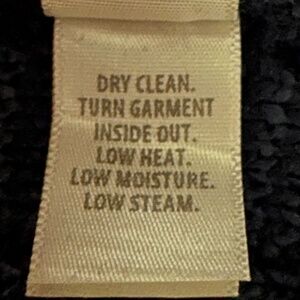 DRY CLEAN.
TURN GARMENT
INSIDE OUT.
LOW HEAT.
LOW MOISTURE.
LOW STEAM.